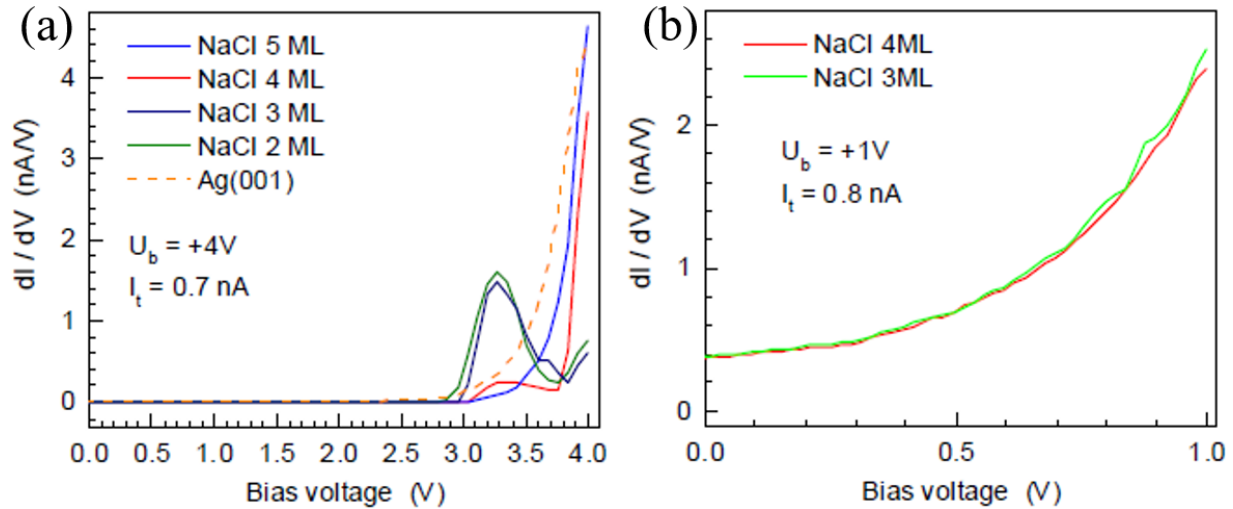 (a)
NaCl 5 ML
NaCl 4 ML
NaCl 3 ML
NaCl 2 ML
Ag(001)
U_b = +4V
I_t = 0.7 nA
dI / dV (nA/V)
4
3
2
1
0
0.0 0.5 1.0 1.5 2.0 2.5 3.0 3.5 4.0
Bias voltage (V)
(b)
NaCl 4ML
NaCl 3ML
U_b = +1V
I_t = 0.8 nA
dI / dV (nA/V)
2
1
0
0.0 0.5 1.0
Bias voltage (V)